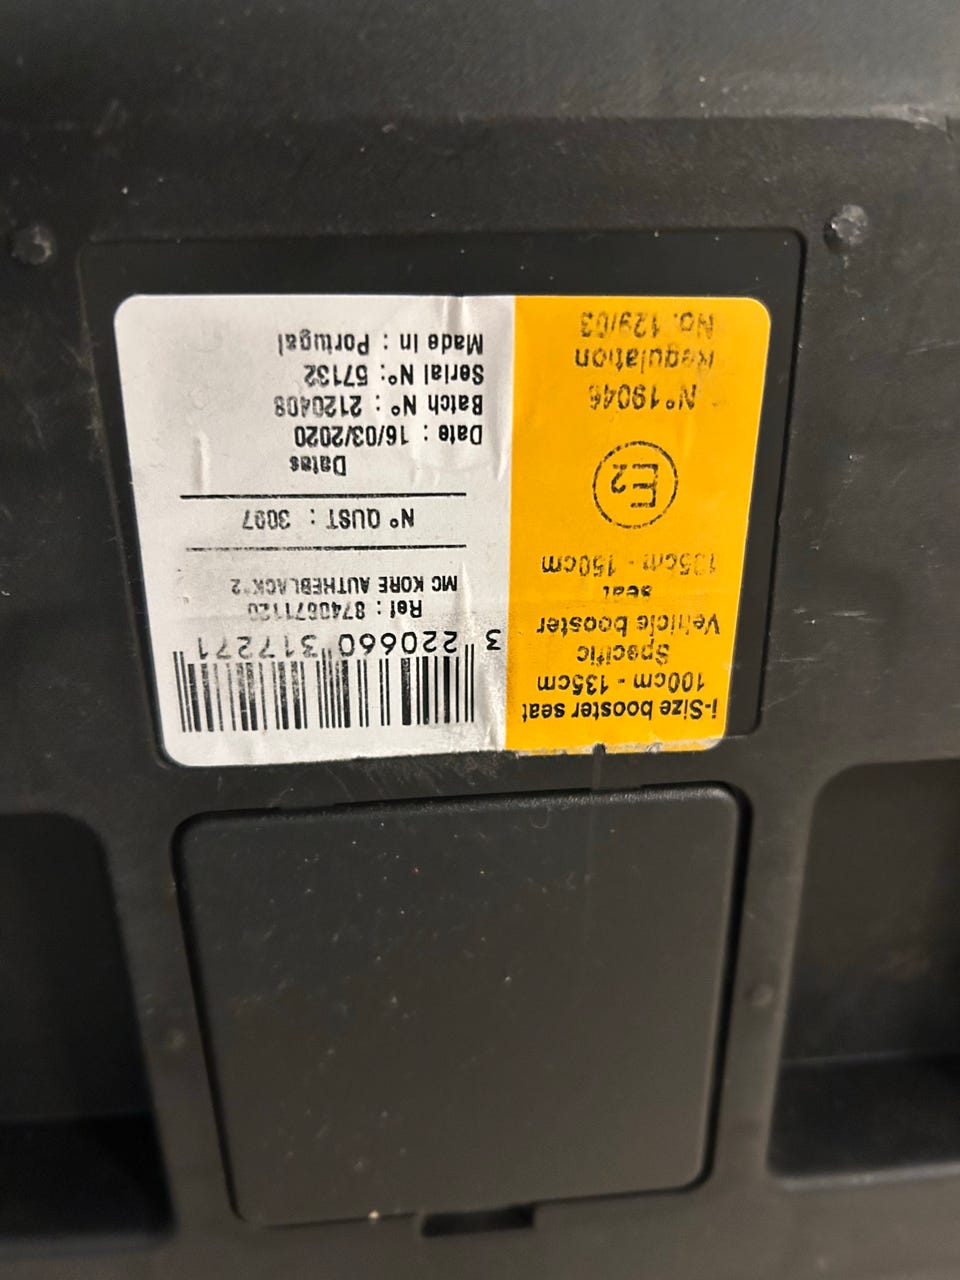 i-Size booster seat
100cm - 135cm
Specific
Vehicle booster
seat
135cm - 150cm
E2
N°19046
Regulation
No. 129/03
3 220660 317271
Ref : 8740671120
MC KORE AUTHEBLACK 2
N° QUST : 3097
Dates
Date : 16/03/2020
Batch N° : 2120408
Serial N°: 57132
Made in : Portugal